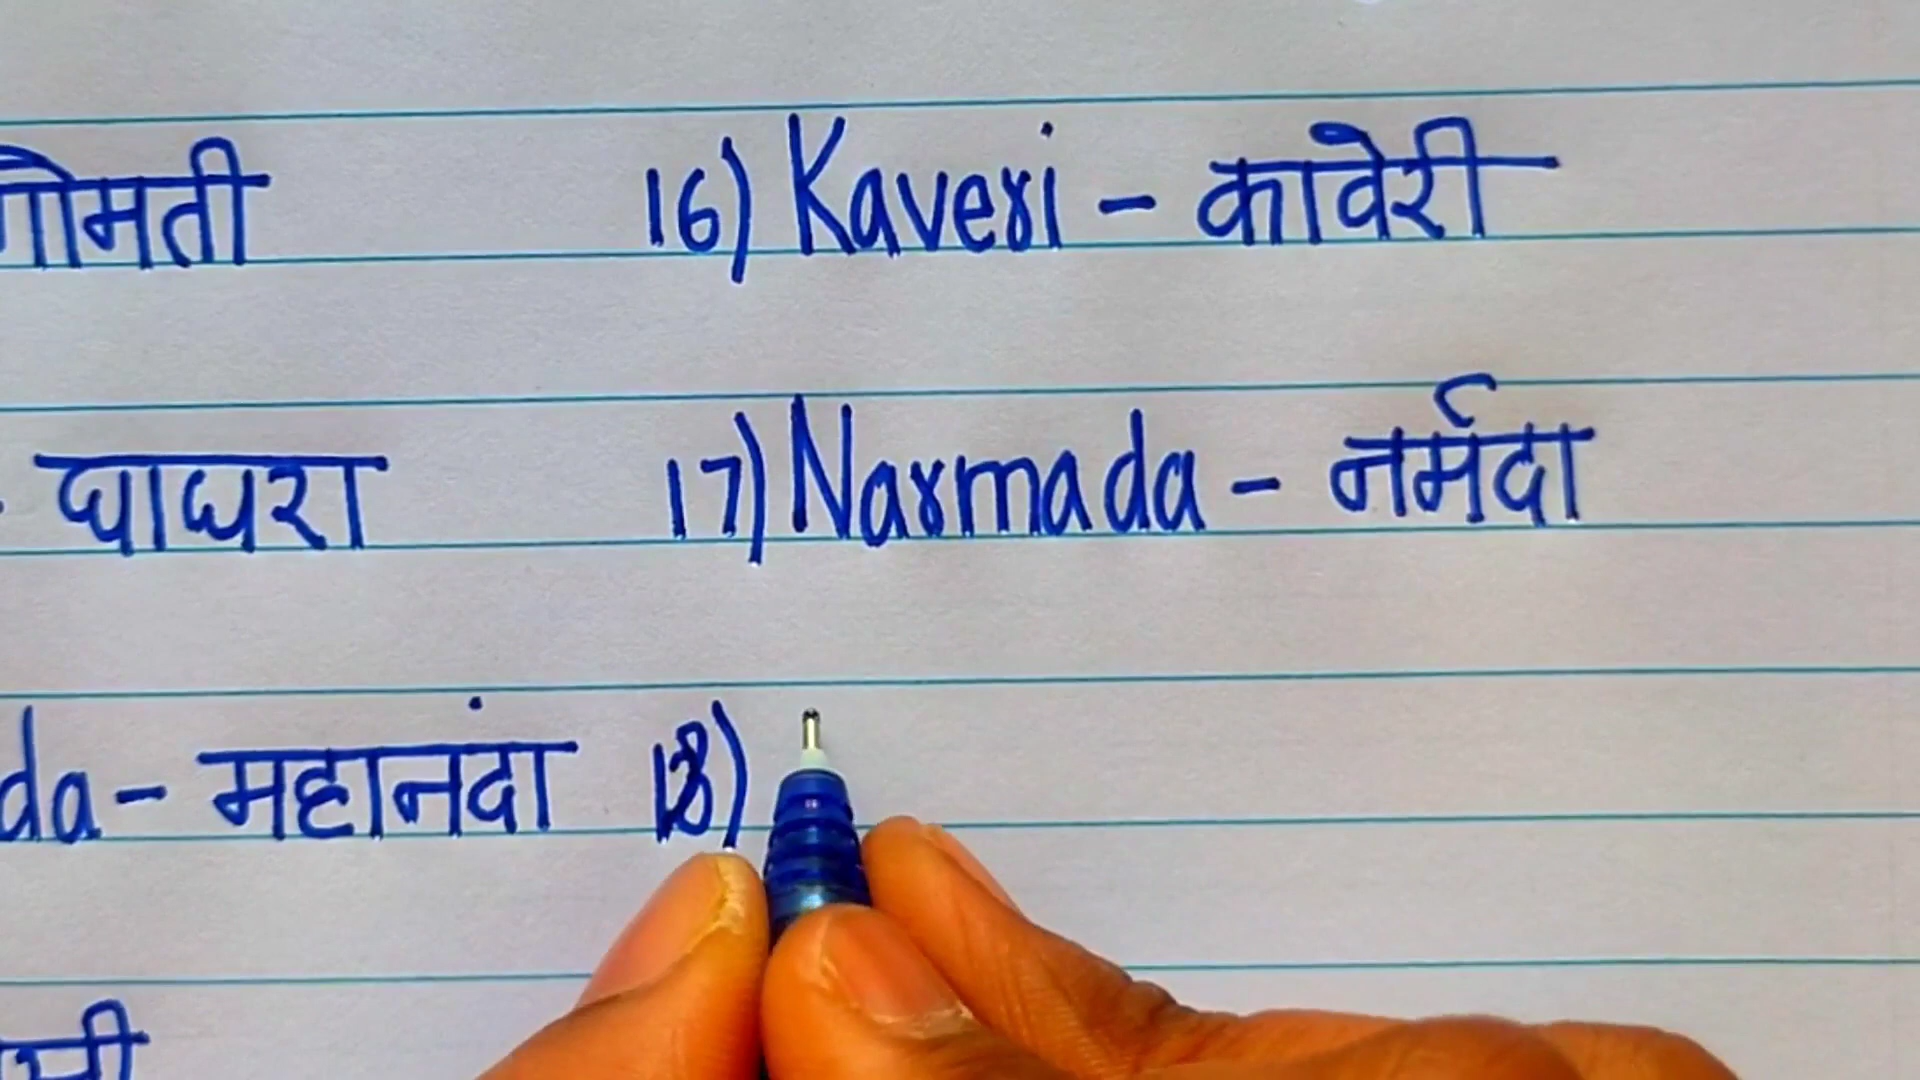 गोमती 16) Kaveri - कावेरी
घाघरा 17) Narmada - नर्मदा
da - महानंदा 18)